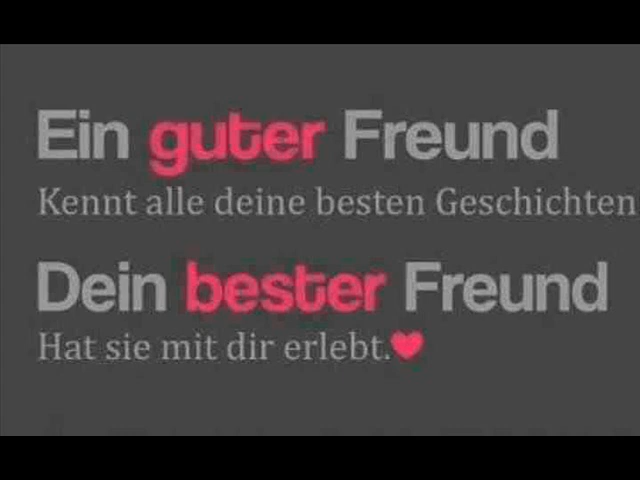 Ein guter Freund
Kennt alle deine besten Geschichten
Dein bester Freund
Hat sie mit dir erlebt.